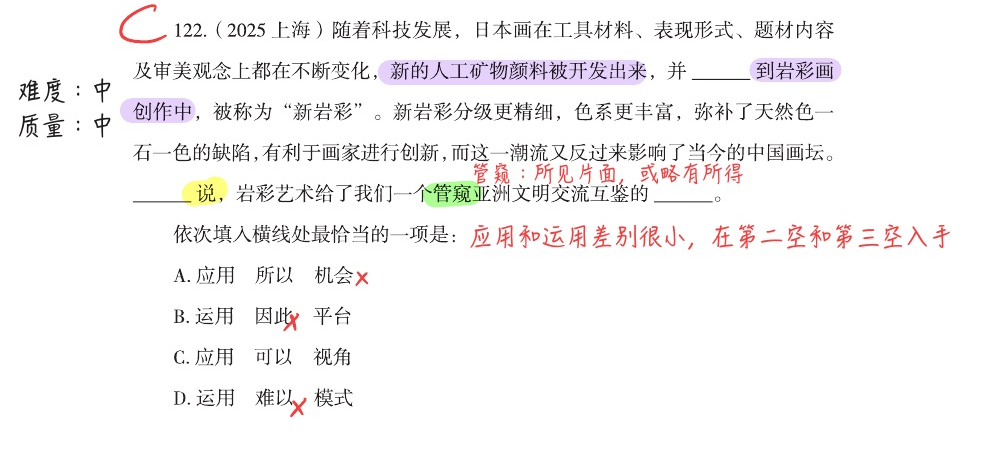 C
122.（2025 上海）随着科技发展，日本画在工具材料、表现形式、题材内容
及审美观念上都在不断变化，新的人工矿物颜料被开发出来，并 ______ 到岩彩画
难度：中
创作中，被称为“新岩彩”。新岩彩分级更精细，色系更丰富，弥补了天然色一
质量：中
石一色的缺陷，有利于画家进行创新，而这一潮流又反过来影响了当今的中国画坛。
管窥：所见片面，或略有所得
______ 说，岩彩艺术给了我们一个管窥亚洲文明交流互鉴的 ______。
依次填入横线处最恰当的一项是：
应用和运用差别很小，在第二空和第三空入手
A. 应用 所以 机会
B. 运用 因此 平台
C. 应用 可以 视角
D. 运用 难以 模式